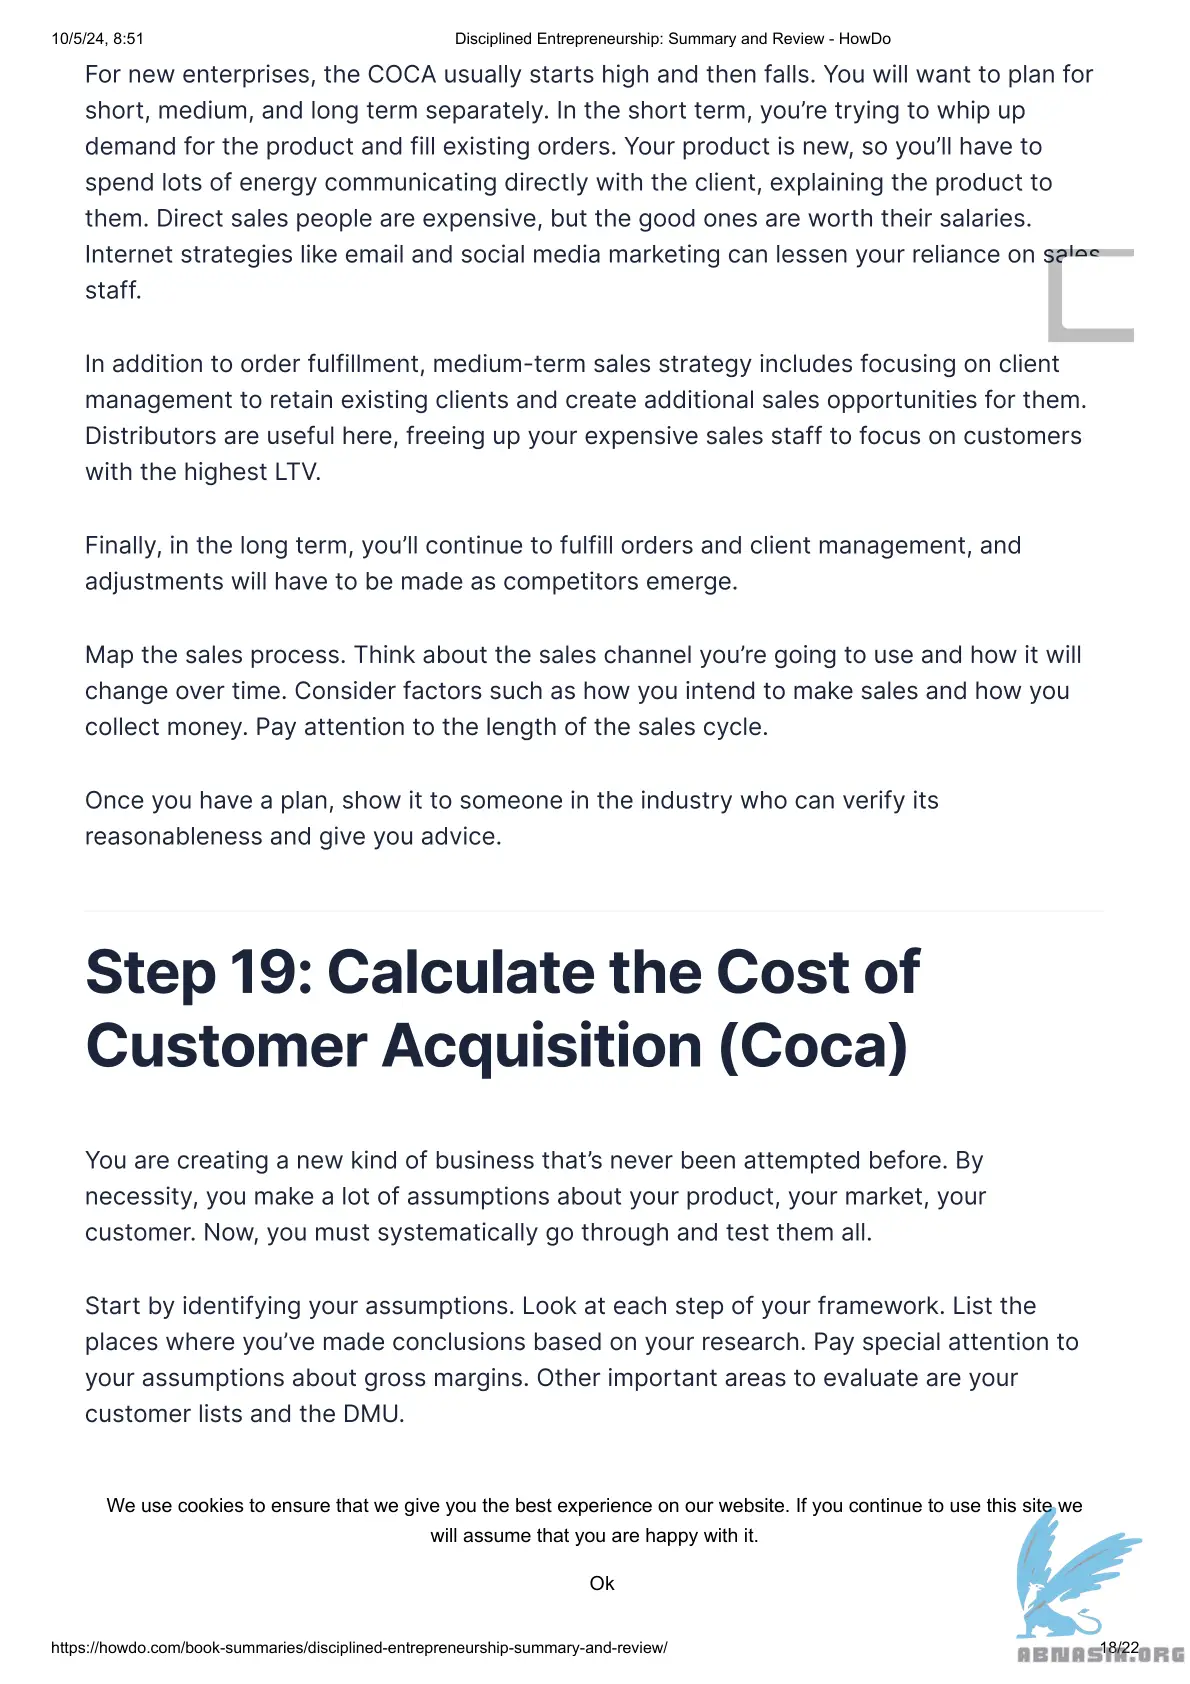 10/5/24, 8:51
Disciplined Entrepreneurship: Summary and Review - HowDo
For new enterprises, the COCA usually starts high and then falls. You will want to plan for
short, medium, and long term separately. In the short term, you’re trying to whip up
demand for the product and fill existing orders. Your product is new, so you’ll have to
spend lots of energy communicating directly with the client, explaining the product to
them. Direct sales people are expensive, but the good ones are worth their salaries.
Internet strategies like email and social media marketing can lessen your reliance on sales
staff.
In addition to order fulfillment, medium-term sales strategy includes focusing on client
management to retain existing clients and create additional sales opportunities for them.
Distributors are useful here, freeing up your expensive sales staff to focus on customers
with the highest LTV.
Finally, in the long term, you’ll continue to fulfill orders and client management, and
adjustments will have to be made as competitors emerge.
Map the sales process. Think about the sales channel you’re going to use and how it will
change over time. Consider factors such as how you intend to make sales and how you
collect money. Pay attention to the length of the sales cycle.
Once you have a plan, show it to someone in the industry who can verify its
reasonableness and give you advice.
Step 19: Calculate the Cost of
Customer Acquisition (Coca)
You are creating a new kind of business that’s never been attempted before. By
necessity, you make a lot of assumptions about your product, your market, your
customer. Now, you must systematically go through and test them all.
Start by identifying your assumptions. Look at each step of your framework. List the
places where you’ve made conclusions based on your research. Pay special attention to
your assumptions about gross margins. Other important areas to evaluate are your
customer lists and the DMU.
We use cookies to ensure that we give you the best experience on our website. If you continue to use this site we
will assume that you are happy with it.
Ok
https://howdo.com/book-summaries/disciplined-entrepreneurship-summary-and-review/
18/22
ABNASIA.ORG